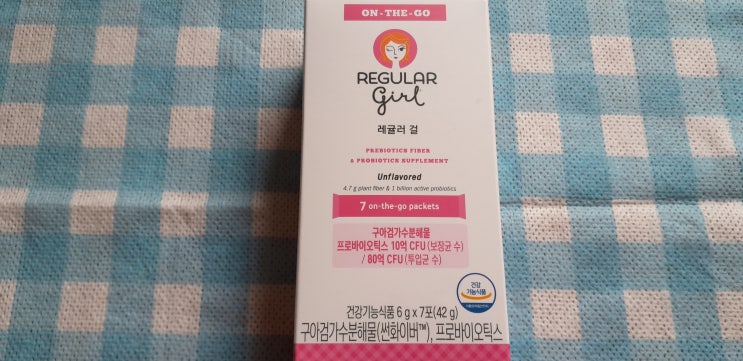 ON-THE-GO
REGULAR
girl
레귤러 걸
PREBIOTICS FIBER
& PROBIOTICS SUPPLEMENT
Unflavored
4.7 g plant fiber & 1 billion active probiotics
7 on-the-go packets
구아검가수분해물
프로바이오틱스 10억 CFU (보장균 수)
/ 80억 CFU (투입균 수)
건강
기능식품
건강기능식품 6 g x 7포(42 g)
구아검가수분해물(썬화이버™), 프로바이오틱스